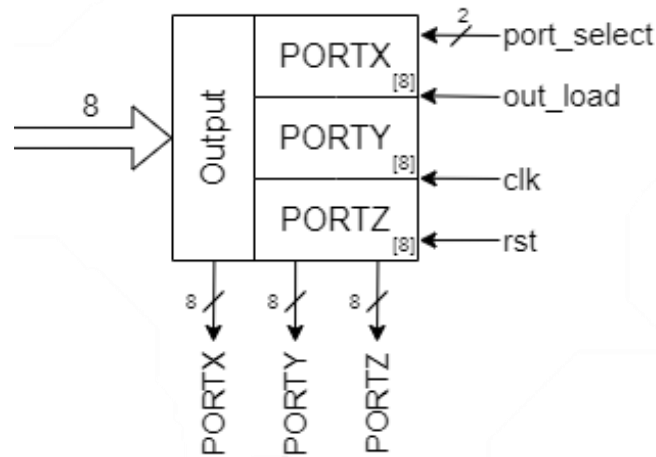 2
port_select
PORTX
[8]
8
out_load
Output
PORTY
[8]
clk
PORTZ
[8]
rst
8
8
8
PORTX
PORTY
PORTZ